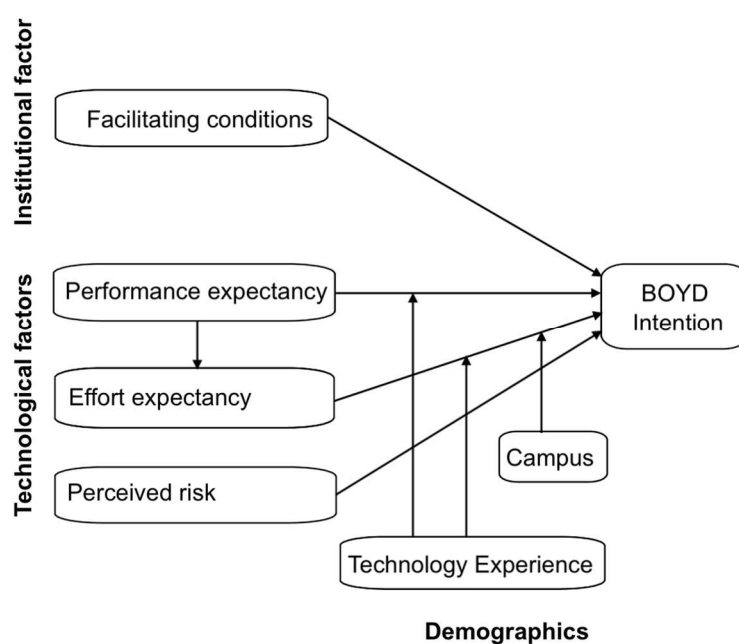 Institutional factor
Facilitating conditions
Technological factors
Performance expectancy
Effort expectancy
Perceived risk
BOYD
Intention
Campus
Technology Experience
Demographics